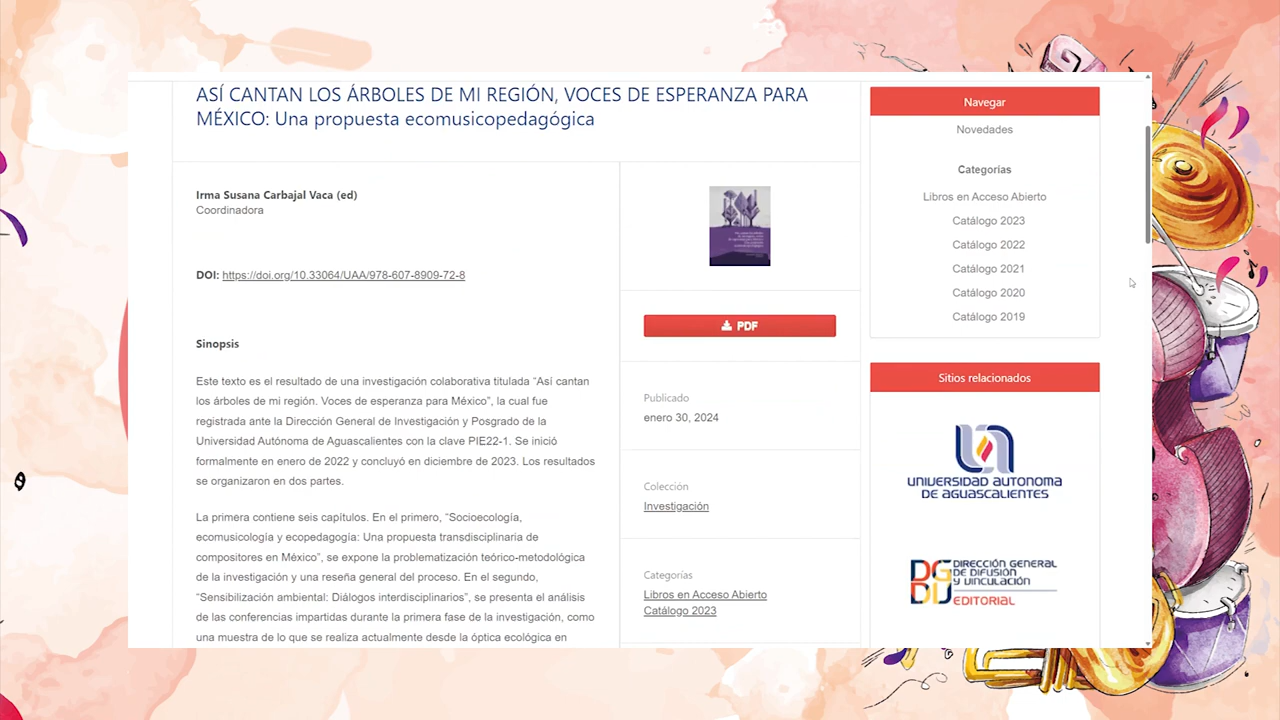 ASÍ CANTAN LOS ÁRBOLES DE MI REGIÓN, VOCES DE ESPERANZA PARA
MÉXICO: Una propuesta ecomusicopedagógica
Irma Susana Carbajal Vaca (ed)
Coordinadora
DOI: https://doi.org/10.33064/UAA/978-607-8909-72-8
Sinopsis
Este texto es el resultado de una investigación colaborativa titulada “Así cantan
los árboles de mi región. Voces de esperanza para México”, la cual fue
registrada ante la Dirección General de Investigación y Posgrado de la
Universidad Autónoma de Aguascalientes con la clave PIE22-1. Se inició
formalmente en enero de 2022 y concluyó en diciembre de 2023. Los resultados
se organizaron en dos partes.
La primera contiene seis capítulos. En el primero, “Socioecología,
ecomusicología y ecopedagogía: Una propuesta transdisciplinaria de
compositores en México”, se expone la problematización teórico-metodológica
de la investigación y una reseña general del proceso. En el segundo,
“Sensibilización ambiental: Diálogos interdisciplinarios”, se presenta el análisis
de las conferencias impartidas durante la primera fase de la investigación, como
una muestra de lo que se realiza actualmente desde la óptica ecológica en
PDF
Publicado
enero 30, 2024
Colección
Investigación
Categorías
Libros en Acceso Abierto
Catálogo 2023
Navegar
Novedades
Categorías
Libros en Acceso Abierto
Catálogo 2023
Catálogo 2022
Catálogo 2021
Catálogo 2020
Catálogo 2019
Sitios relacionados
UNIVERSIDAD AUTONOMA
DE AGUASCALIENTES
DGDV DIRECCIÓN GENERAL
DE DIFUSIÓN
Y VINCULACIÓN
EDITORIAL